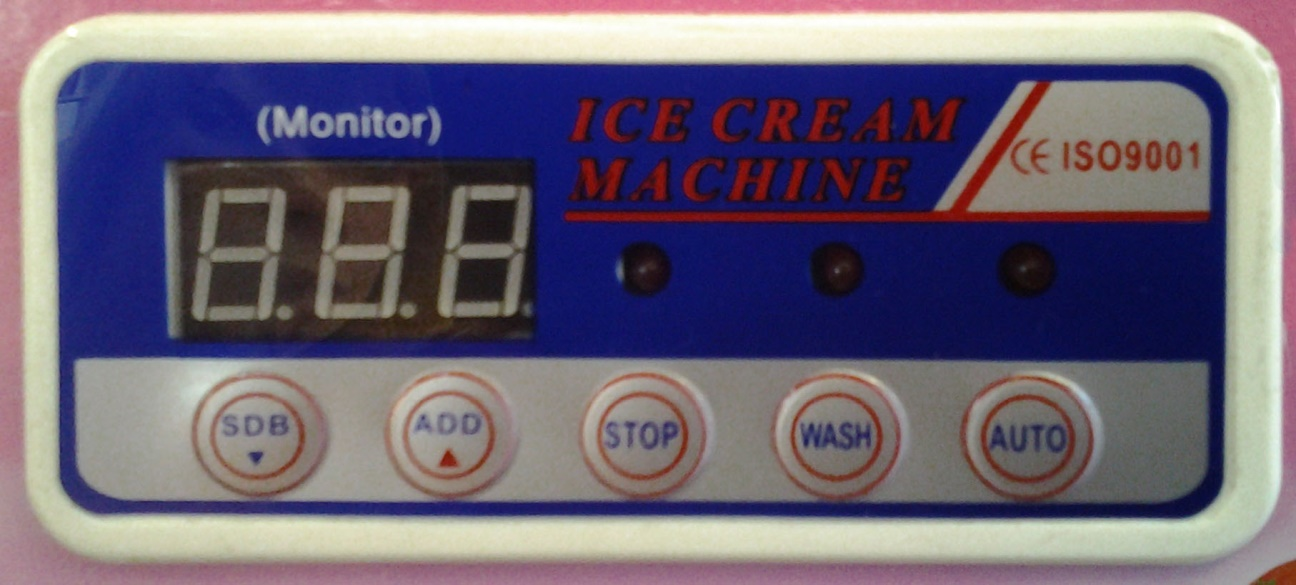 (Monitor)
ICE CREAM
MACHINE
CE ISO9001
SDB
ADD
STOP
WASH
AUTO